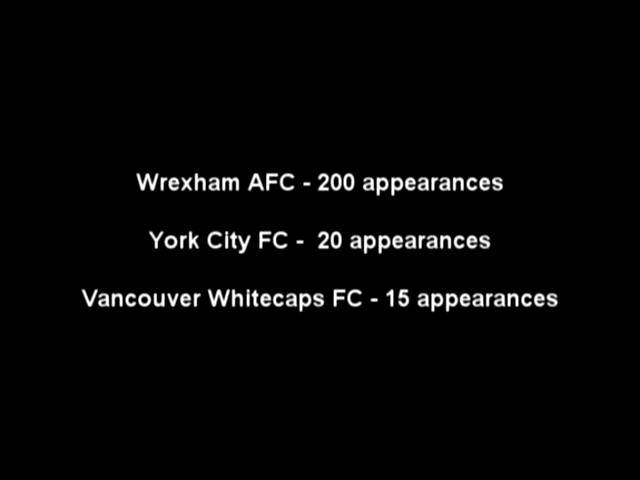 Wrexham AFC - 200 appearances
York City FC -  20 appearances
Vancouver Whitecaps FC - 15 appearances